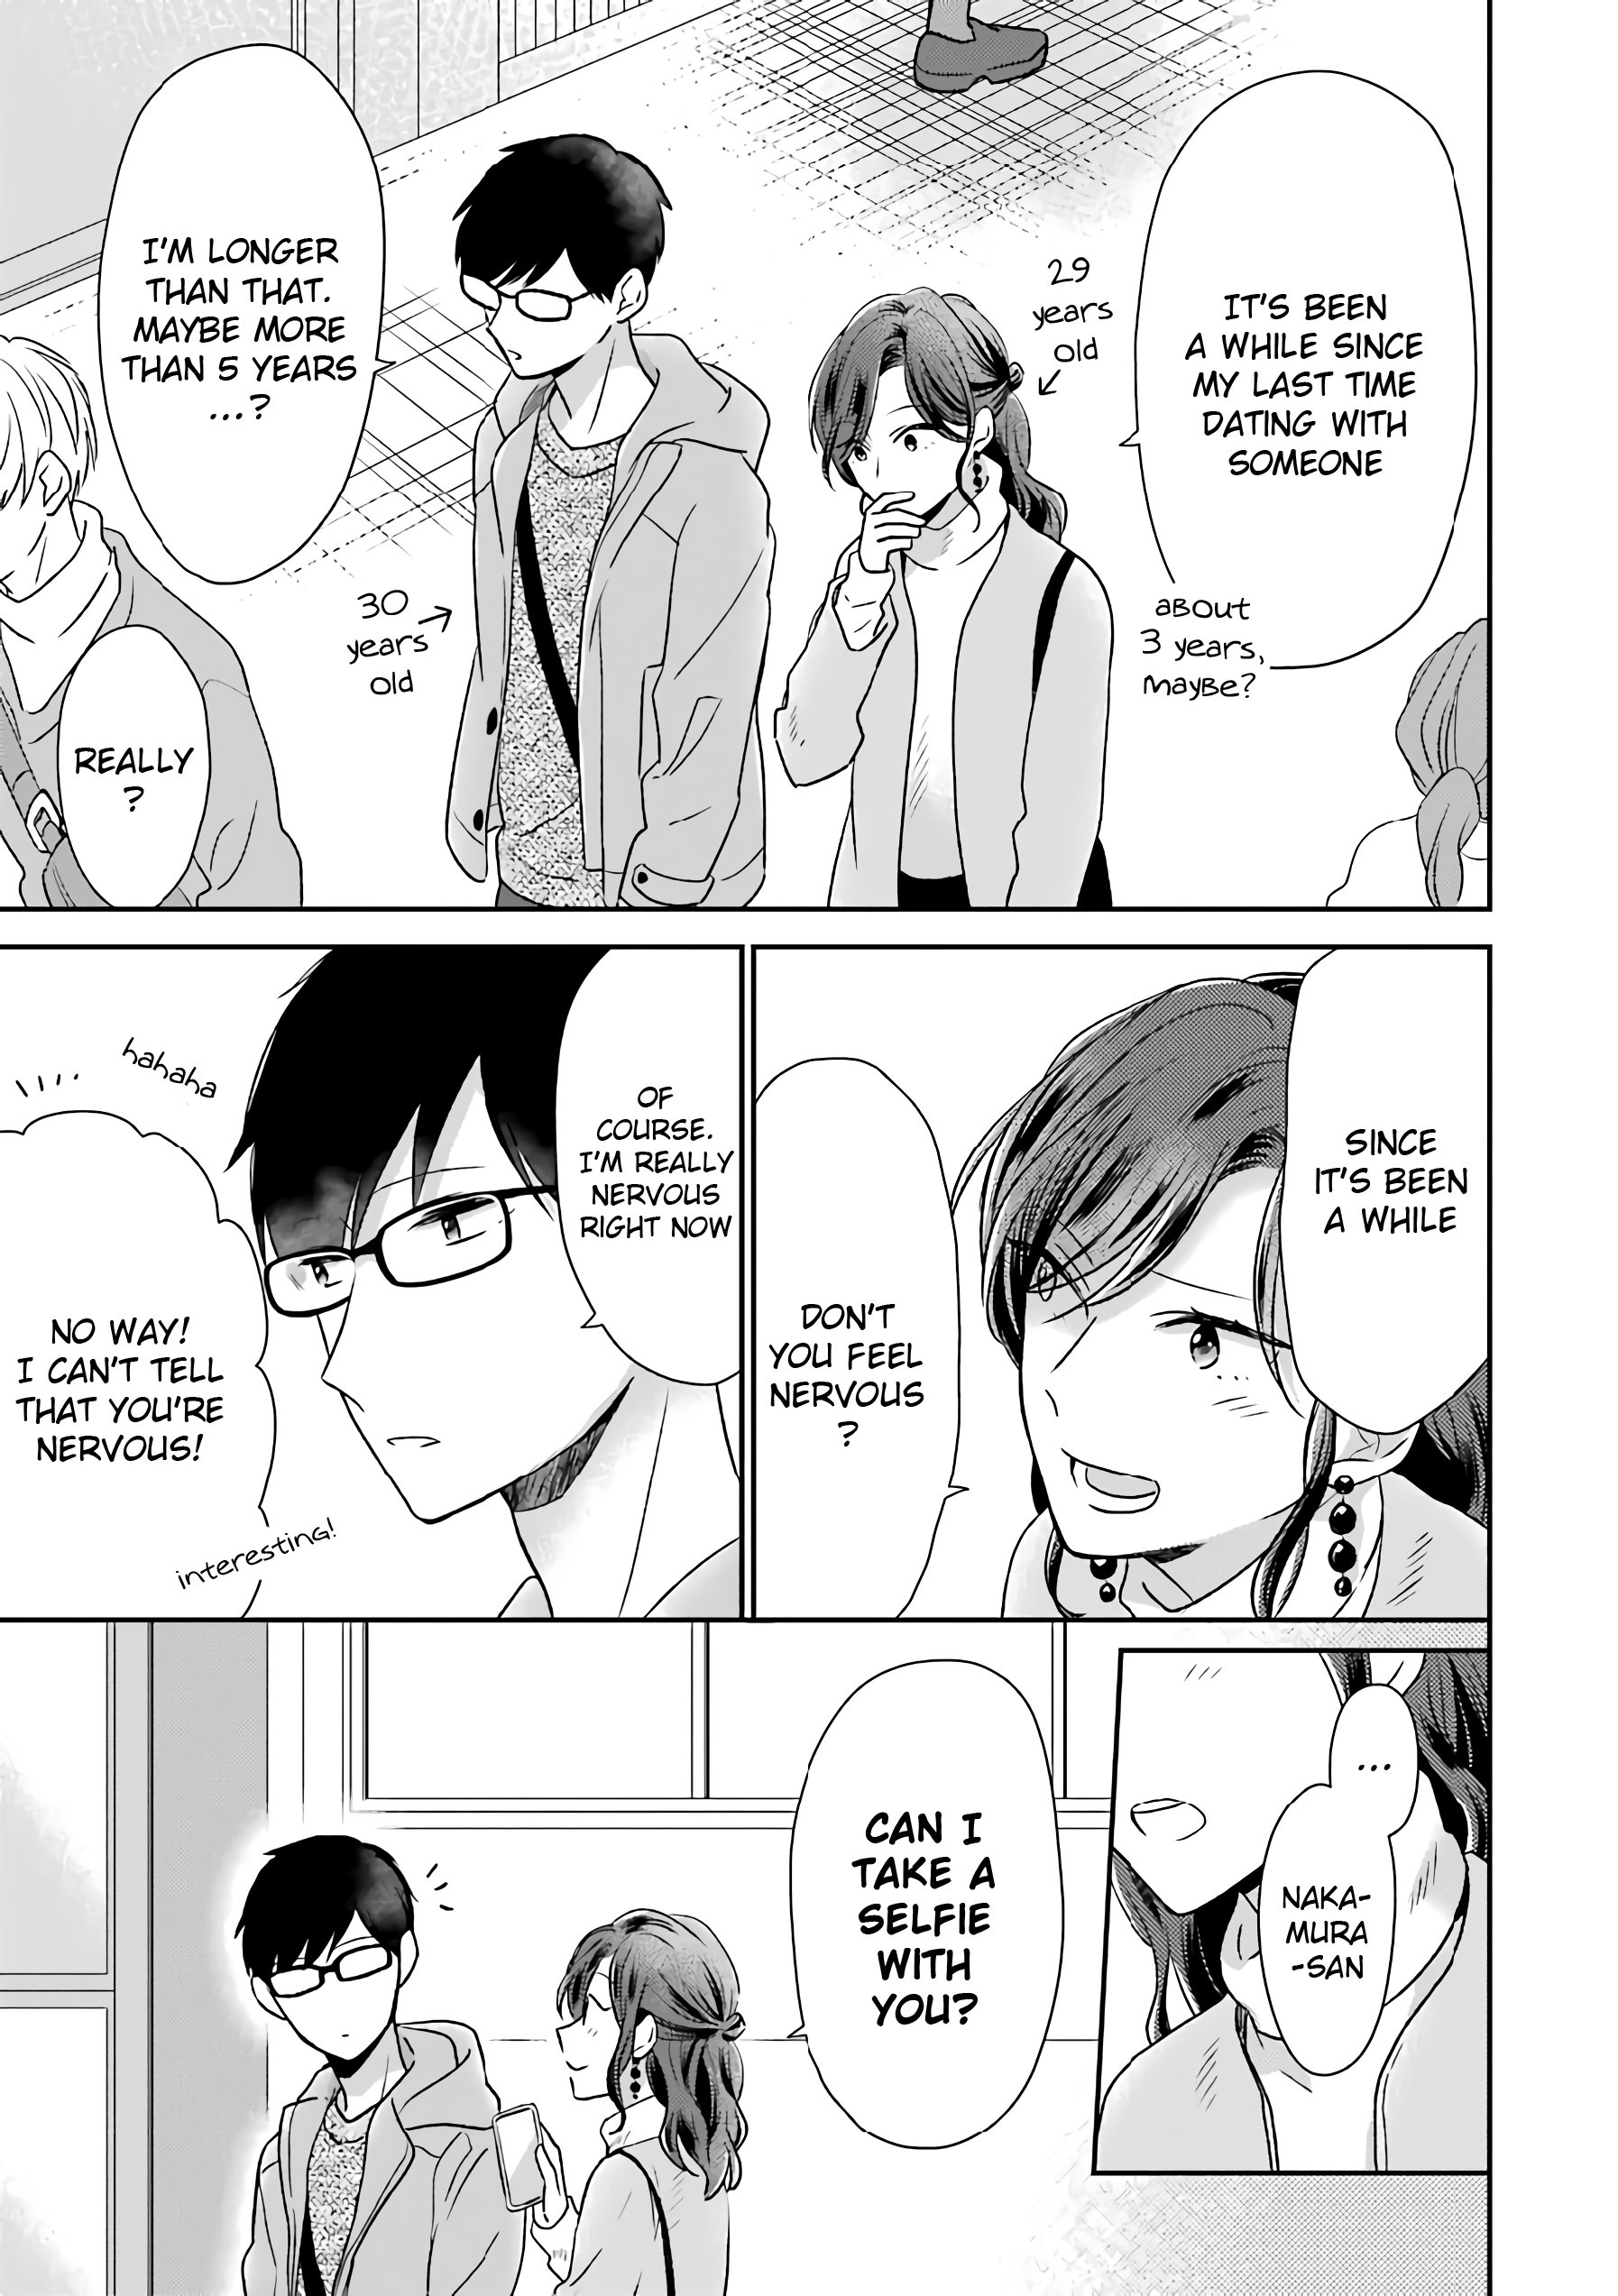 IT'S BEEN
A WHILE SINCE
MY LAST TIME
DATING WITH
SOMEONE
about
3 years,
maybe?
29
years
old
I'M LONGER
THAN THAT.
MAYBE MORE
THAN 5 YEARS
...?
30
years
old
REALLY
?
SINCE
IT'S BEEN
A WHILE
DON'T
YOU FEEL
NERVOUS
?
OF
COURSE.
I'M REALLY
NERVOUS
RIGHT NOW
hahaha
NO WAY!
I CAN'T TELL
THAT YOU'RE
NERVOUS!
interesting!
...
NAKA-
MURA
-SAN
CAN I
TAKE A
SELFIE
WITH
YOU?